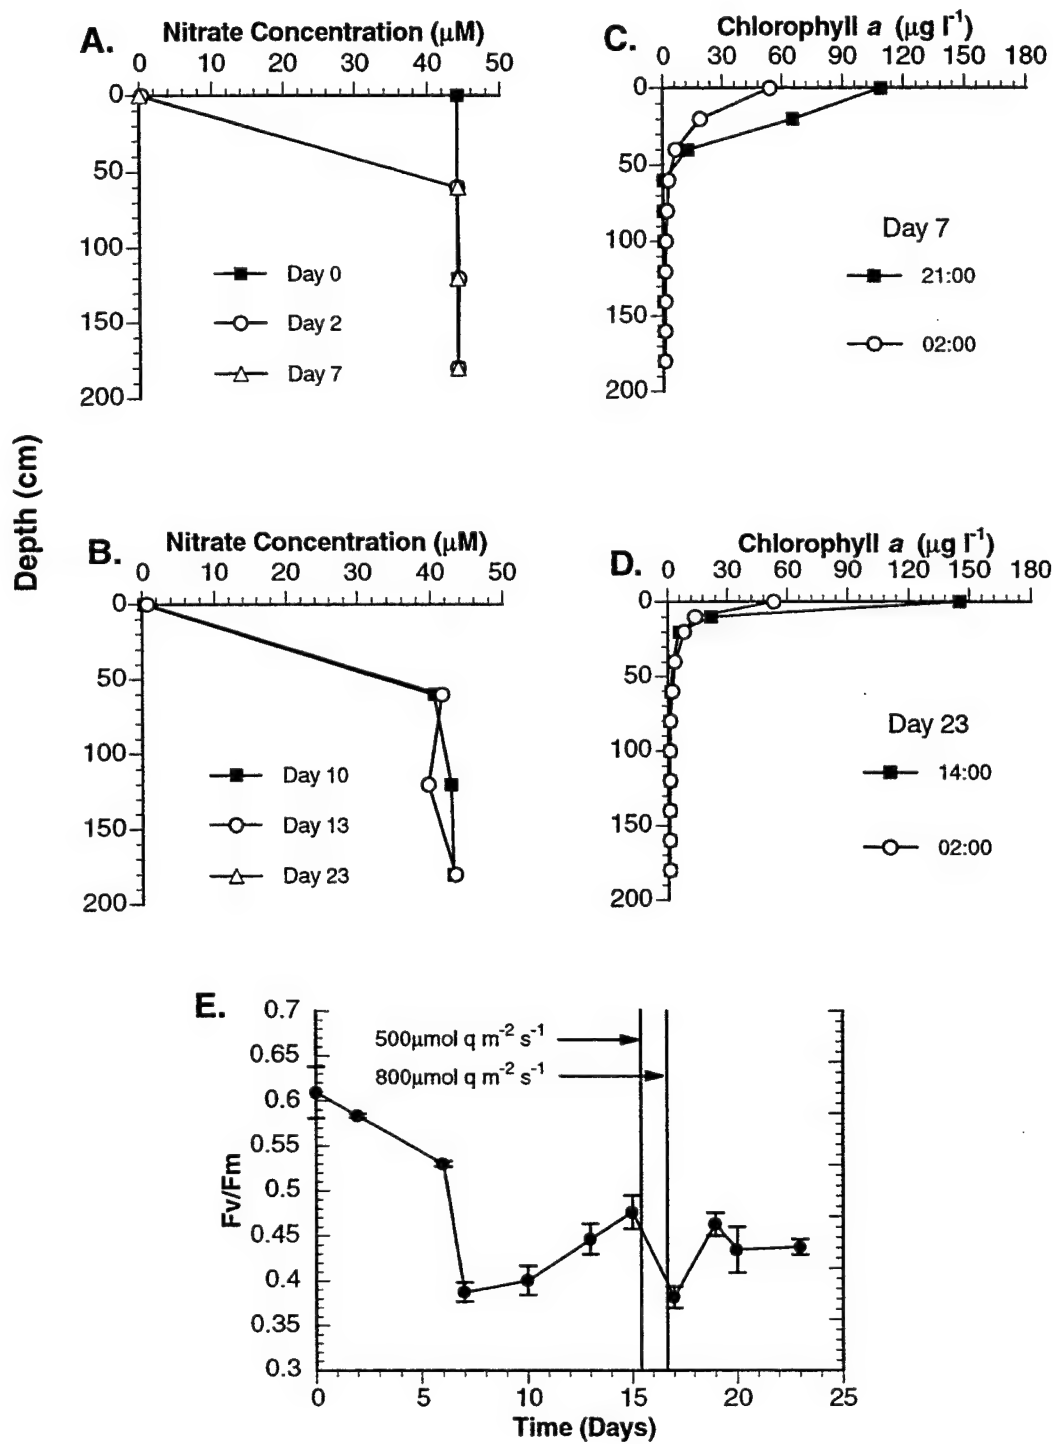 A.
Nitrate Concentration (μM)
0 10 20 30 40 50
0
50
100
150
200
Day 0
Day 2
Day 7
C.
Chlorophyll a (μg l-1)
0 30 60 90 120 150 180
0
50
100
150
200
Day 7
21:00
02:00
Depth (cm)
B.
Nitrate Concentration (μM)
0 10 20 30 40 50
0
50
100
150
200
Day 10
Day 13
Day 23
D.
Chlorophyll a (μg l-1)
0 30 60 90 120 150 180
0
50
100
150
200
Day 23
14:00
02:00
E.
Fv/Fm
0.7
0.65
0.6
0.55
0.5
0.45
0.4
0.35
0.3
500μmol q m-2 s-1
800μmol q m-2 s-1
0 5 10 15 20 25
Time (Days)